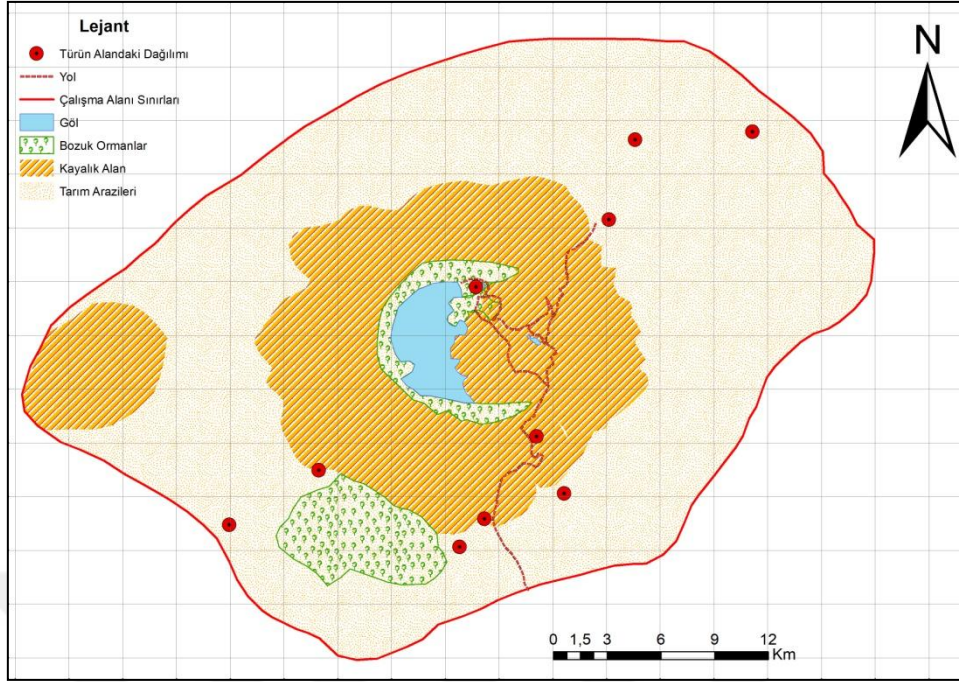 Lejant
Türün Alandaki Dağılımı
Yol
Çalışma Alanı Sınırları
Göl
Bozuk Ormanlar
Kayalık Alan
Tarım Arazileri
N
0 1,5 3 6 9 12
Km